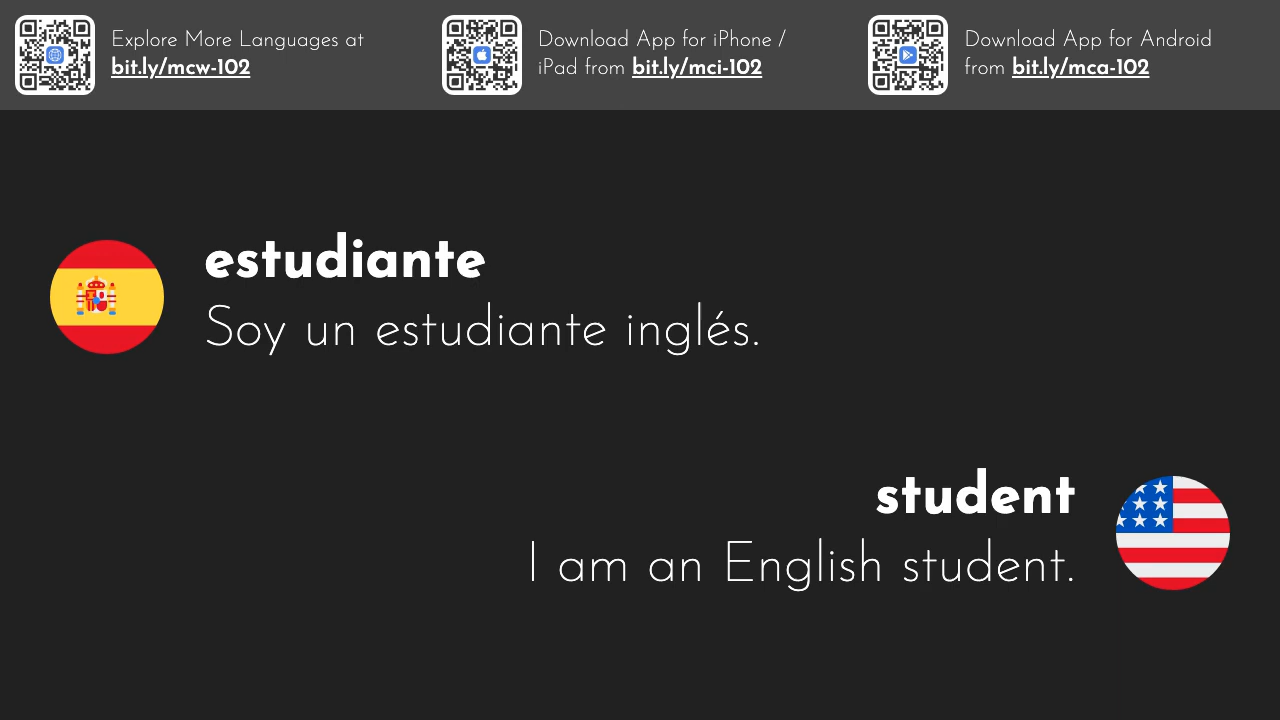 Explore More Languages at
bit.ly/mcw-102
Download App for iPhone /
iPad from bit.ly/mci-102
Download App for Android
from bit.ly/mca-102
estudiante
Soy un estudiante inglés.
student
I am an English student.